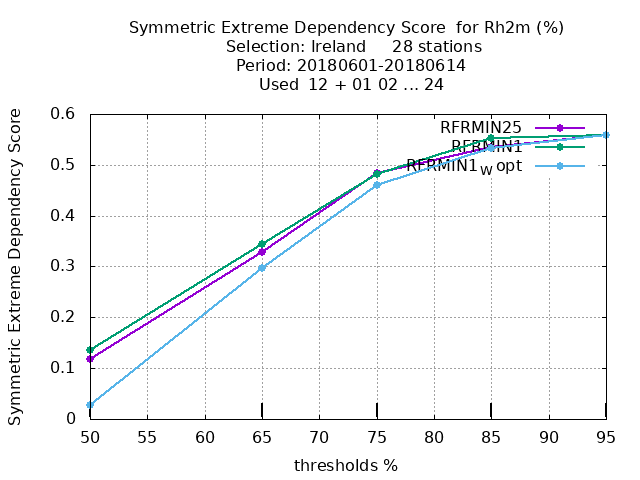 Symmetric Extreme Dependency Score for Rh2m (%)
Selection: Ireland 28 stations
Period: 20180601-20180614
Used 12 + 01 02 ... 24
Symmetric Extreme Dependency Score
0.6
0.5
0.4
0.3
0.2
0.1
0
RFRMIN25
RFRMIN1
RFRMIN1w opt
50 55 60 65 70 75 80 85 90 95
thresholds %